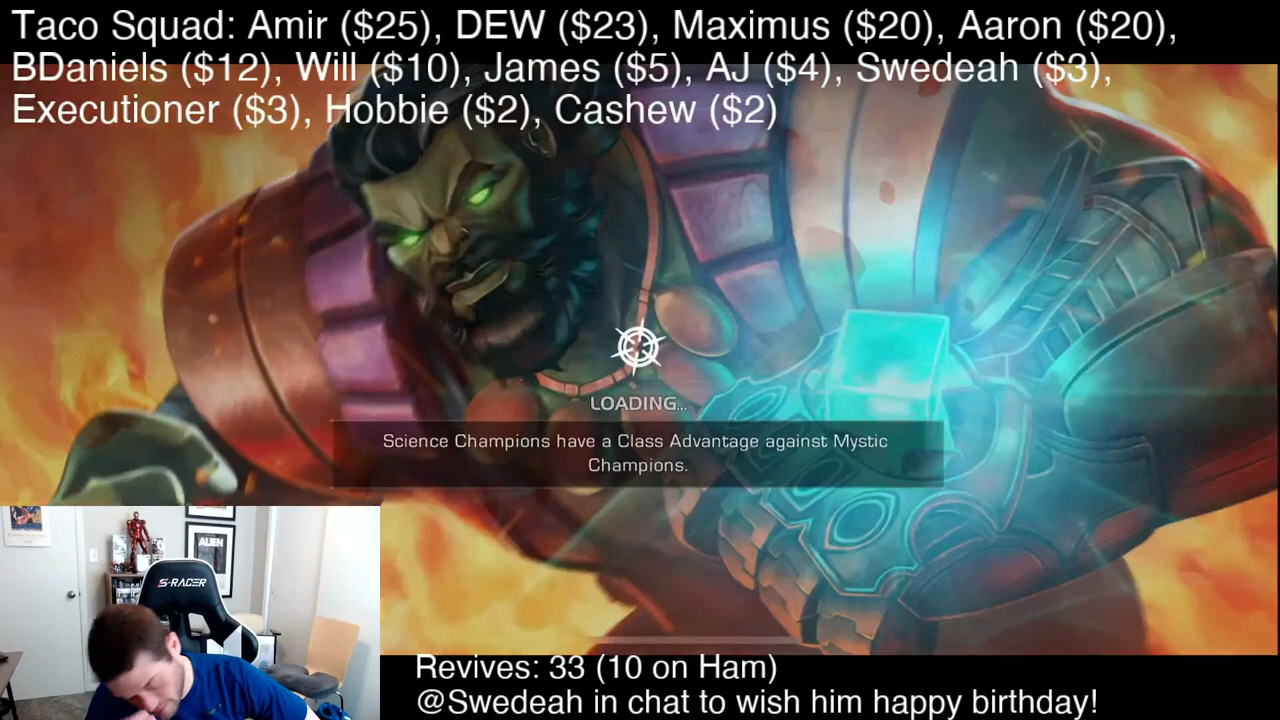 Taco Squad: Amir ($25), DEW ($23), Maximus ($20), Aaron ($20),
BDaniels ($12), Will ($10), James ($5), AJ ($4), Swedeah ($3),
Executioner ($3), Hobbie ($2), Cashew ($2)
LOADING...
Science Champions have a Class Advantage against Mystic
Champions.
ALIEN
S-RACER
Revives: 33 (10 on Ham)
@Swedeah in chat to wish him happy birthday!